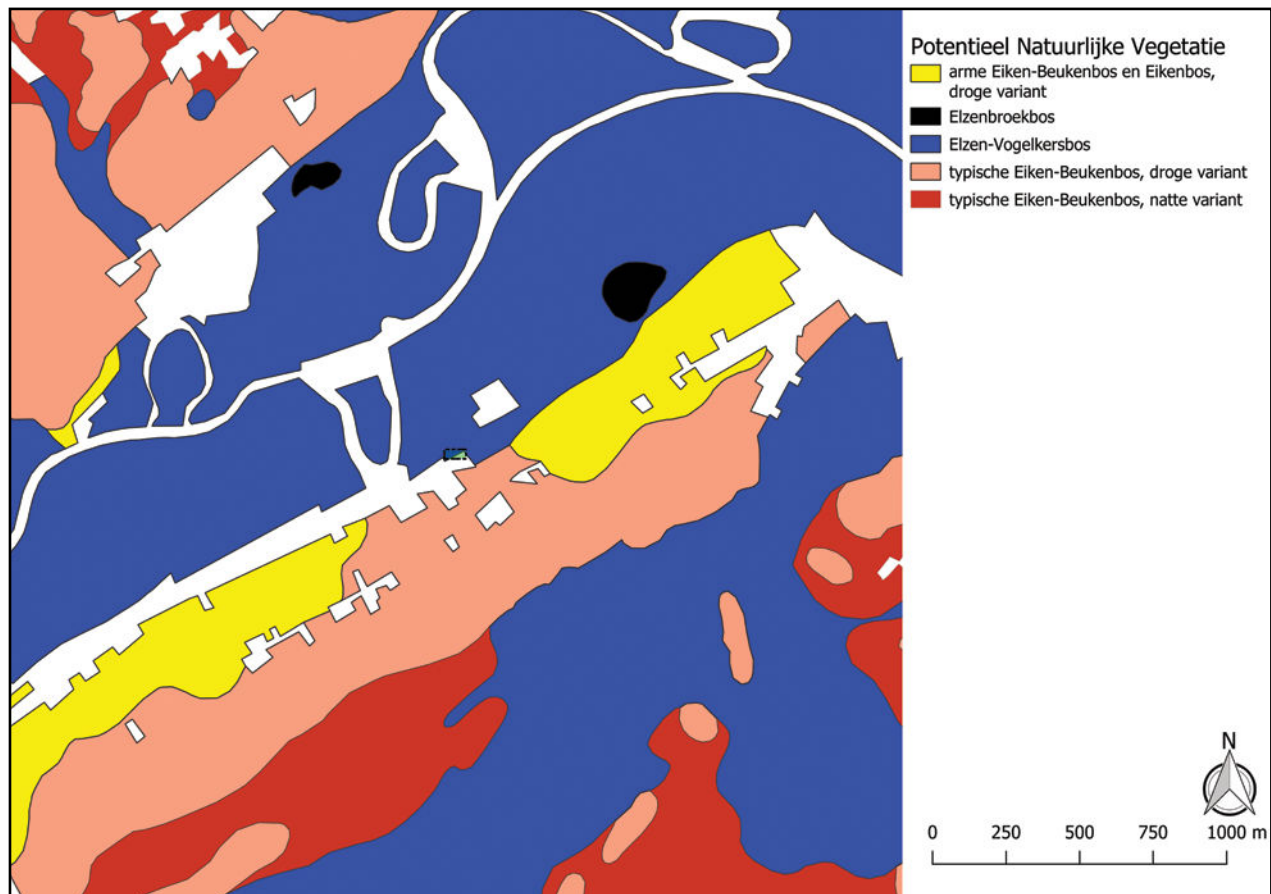 Potentieel Natuurlijke Vegetatie
arme Eiken-Beukenbos en Eikenbos,
droge variant
Elzenbroekbos
Elzen-Vogelkersbos
typische Eiken-Beukenbos, droge variant
typische Eiken-Beukenbos, natte variant
N
0 250 500 750 1000 m